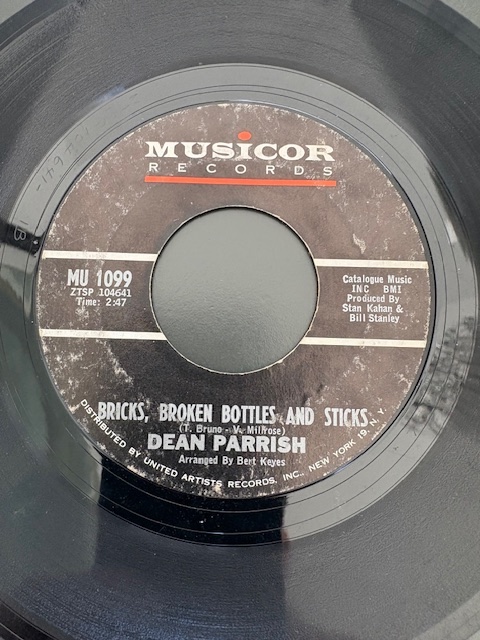 MUSICOR
RECORDS
MU 1099
ZTSP 104641
Time: 2:47
Catalogue Music
INC BMI
Produced By
Stan Kahan &
Bill Stanley
BRICKS, BROKEN BOTTLES AND STICKS
(T. Bruno - V. Millrose)
DEAN PARRISH
Arranged By Bert Keyes
DISTRIBUTED BY UNITED ARTISTS RECORDS, INC., NEW YORK 19, N.Y.